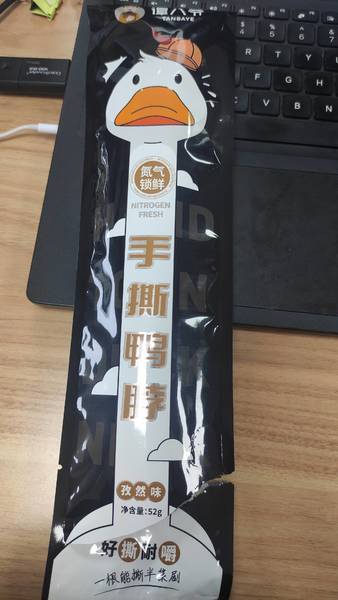 TANBAYE
氮气
锁鲜
NITROGEN
FRESH
手撕鸭脖
孜然味
净含量:52g
好撕耐嚼
一根能撕半集剧